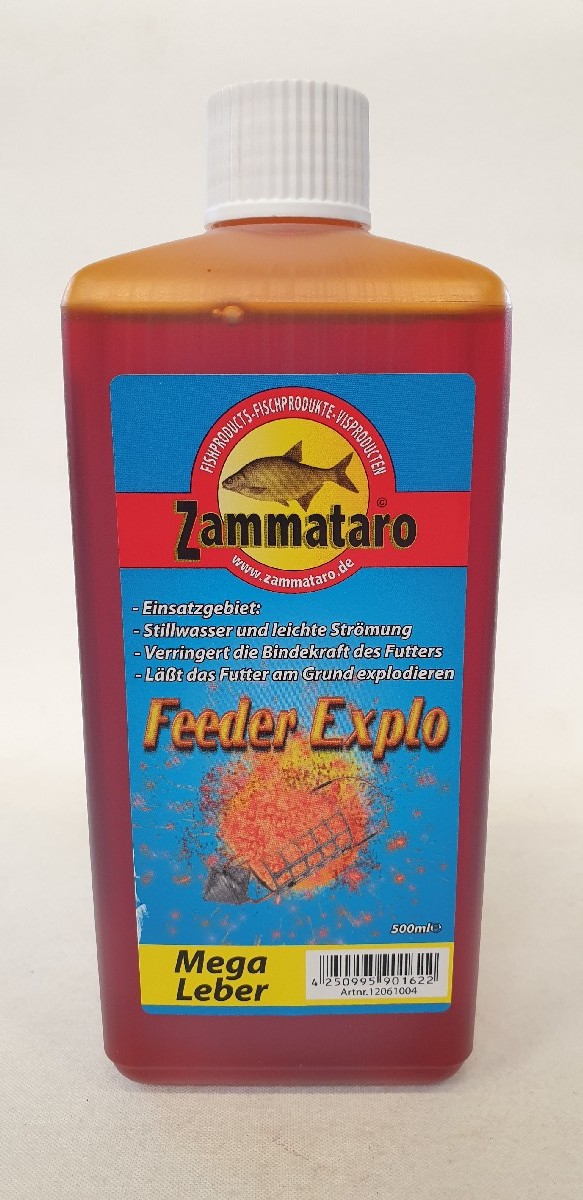 FISHPRODUCTS-FISCHPRODUKTE-VISPRODUCTEN
Zammataro
©
www.zammataro.de
- Einsatzgebiet:
- Stillwasser und leichte Strömung
- Verringert die Bindekraft des Futters
- Läßt das Futter am Grund explodieren
Feeder Explo
500ml℮
Mega
Leber
4 250995 901622
Artnr.12061004